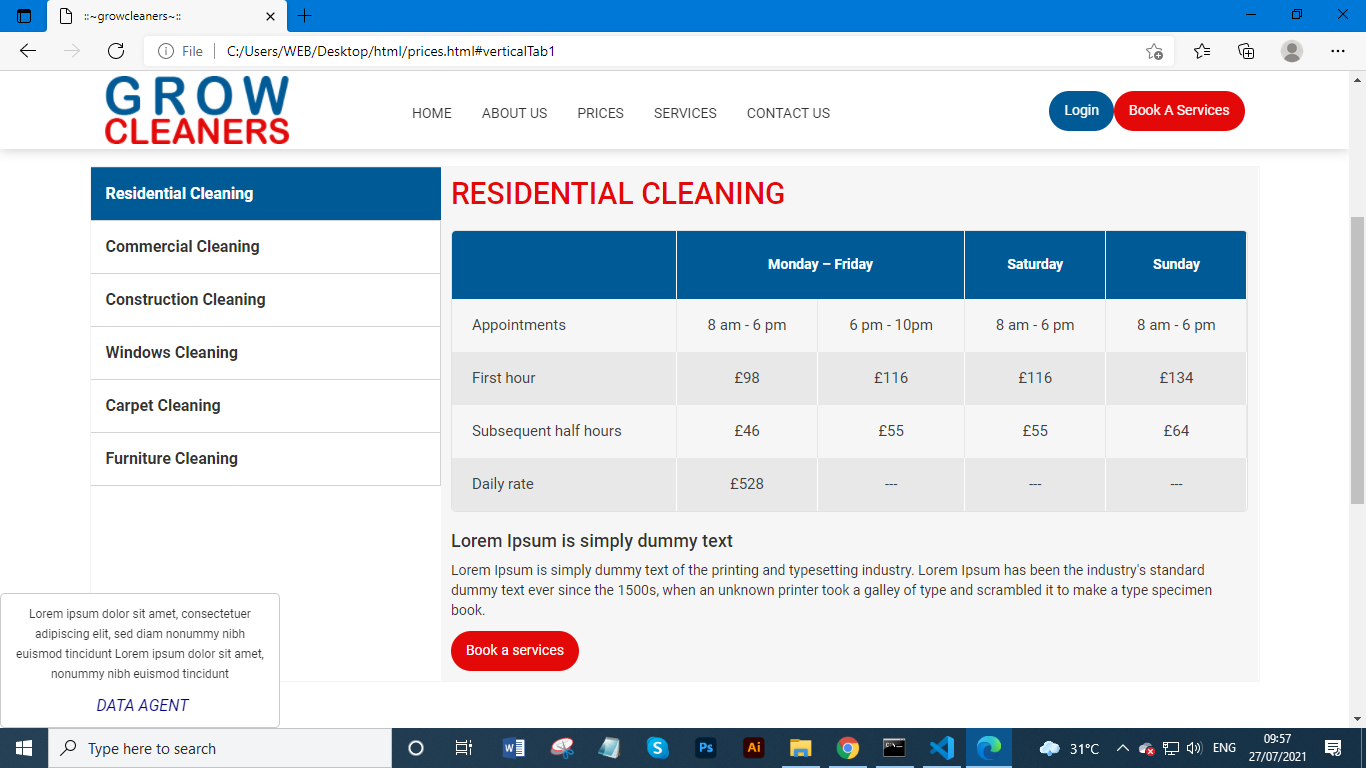 ::~growcleaners~::
File
C:/Users/WEB/Desktop/html/prices.html#verticalTab1
GROW
CLEANERS
HOME ABOUT US PRICES SERVICES CONTACT US
Login Book A Services
Residential Cleaning
Commercial Cleaning
Construction Cleaning
Windows Cleaning
Carpet Cleaning
Furniture Cleaning
RESIDENTIAL CLEANING
Monday – Friday Saturday Sunday
Appointments 8 am - 6 pm 6 pm - 10pm 8 am - 6 pm 8 am - 6 pm
First hour £98 £116 £116 £134
Subsequent half hours £46 £55 £55 £64
Daily rate £528 --- --- ---
Lorem Ipsum is simply dummy text
Lorem Ipsum is simply dummy text of the printing and typesetting industry. Lorem Ipsum has been the industry's standard
dummy text ever since the 1500s, when an unknown printer took a galley of type and scrambled it to make a type specimen
book.
Book a services
Lorem ipsum dolor sit amet, consectetuer
adipiscing elit, sed diam nonummy nibh
euismod tincidunt Lorem ipsum dolor sit amet,
nonummy nibh euismod tincidunt
DATA AGENT
Type here to search
W
S
Ps
Ai
31°C
ENG
09:57
27/07/2021